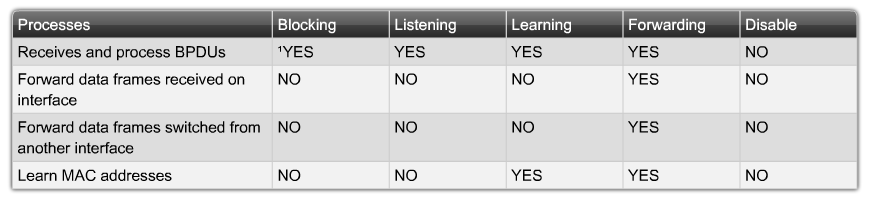 Processes Blocking Listening Learning Forwarding Disable
Receives and process BPDUs ¹YES YES YES YES NO
Forward data frames received on
interface NO NO NO YES NO
Forward data frames switched from
another interface NO NO NO YES NO
Learn MAC addresses NO NO YES YES NO